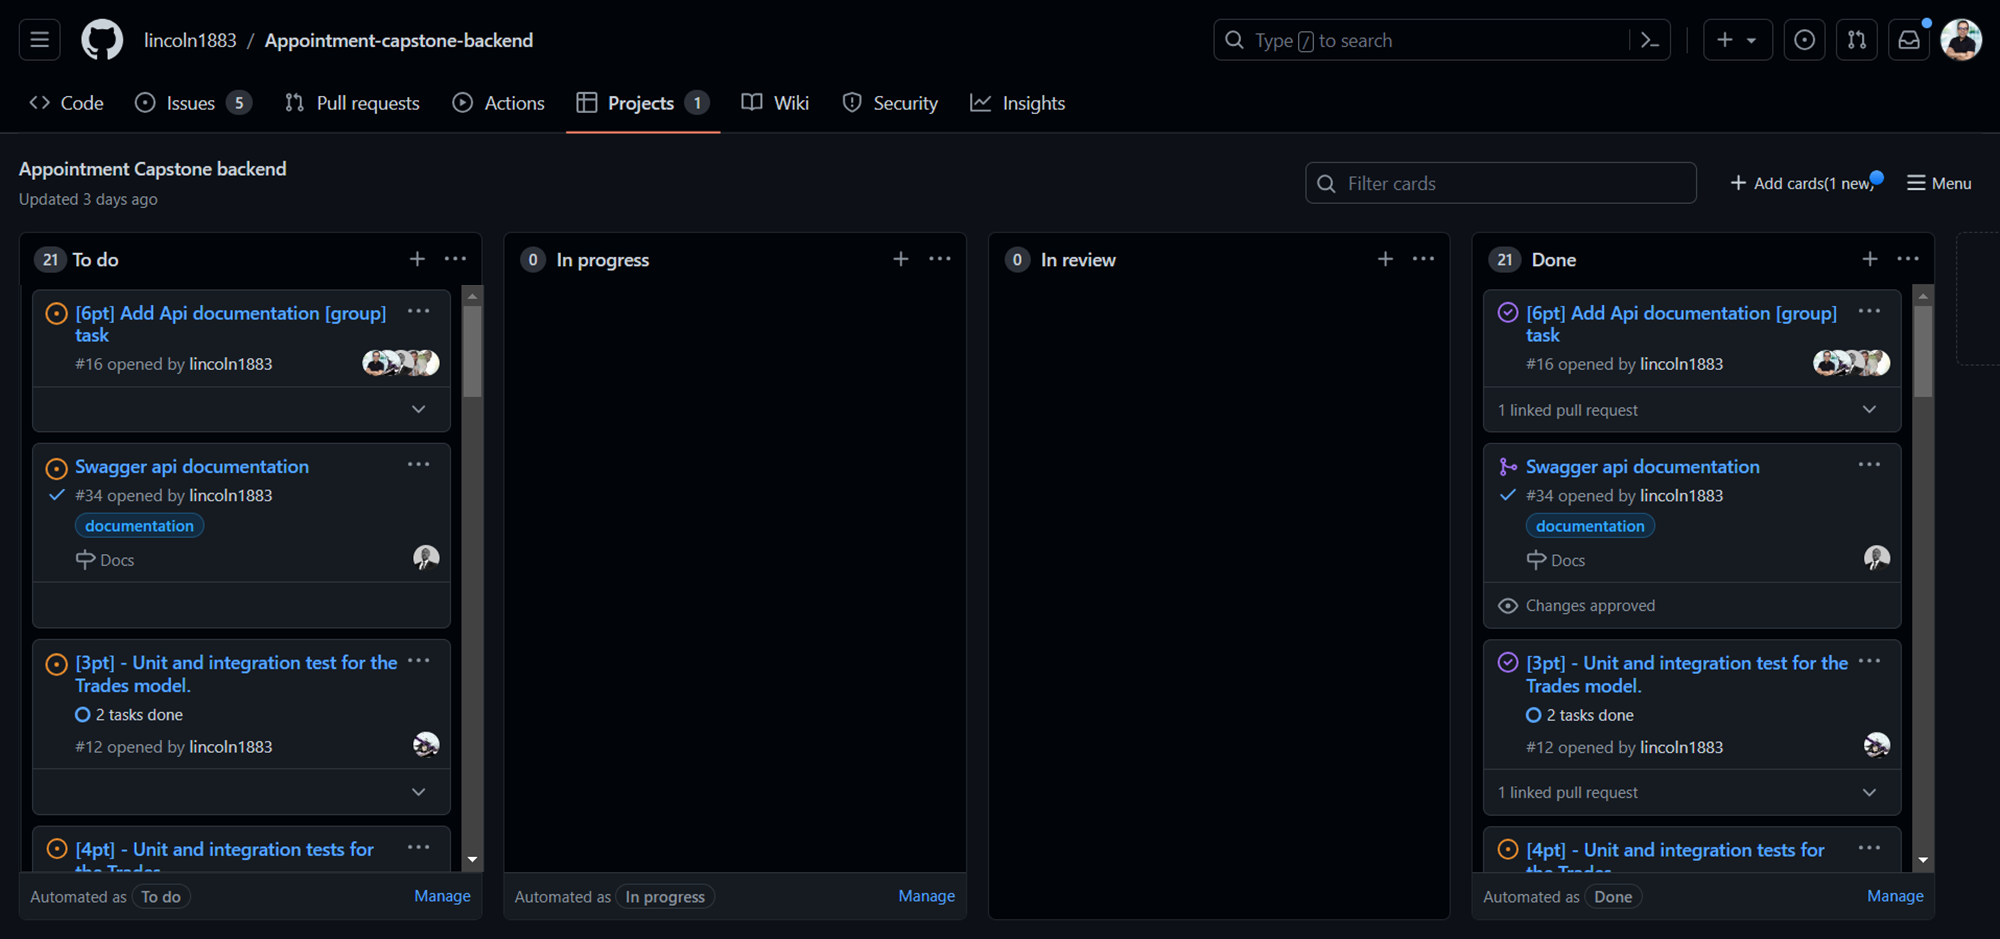 lincoln1883 / Appointment-capstone-backend
Type / to search
Code
Issues 5
Pull requests
Actions
Projects 1
Wiki
Security
Insights
Appointment Capstone backend
Updated 3 days ago
Filter cards
Add cards(1 new)
Menu
21 To do
[6pt] Add Api documentation [group]
task
#16 opened by lincoln1883
Swagger api documentation
#34 opened by lincoln1883
documentation
Docs
[3pt] - Unit and integration test for the
Trades model.
2 tasks done
#12 opened by lincoln1883
[4pt] - Unit and integration tests for
the Trades
Automated as To do
Manage
0 In progress
Automated as In progress
Manage
0 In review
21 Done
[6pt] Add Api documentation [group]
task
#16 opened by lincoln1883
1 linked pull request
Swagger api documentation
#34 opened by lincoln1883
documentation
Docs
Changes approved
[3pt] - Unit and integration test for the
Trades model.
2 tasks done
#12 opened by lincoln1883
1 linked pull request
[4pt] - Unit and integration tests for
the Trades
Automated as Done
Manage